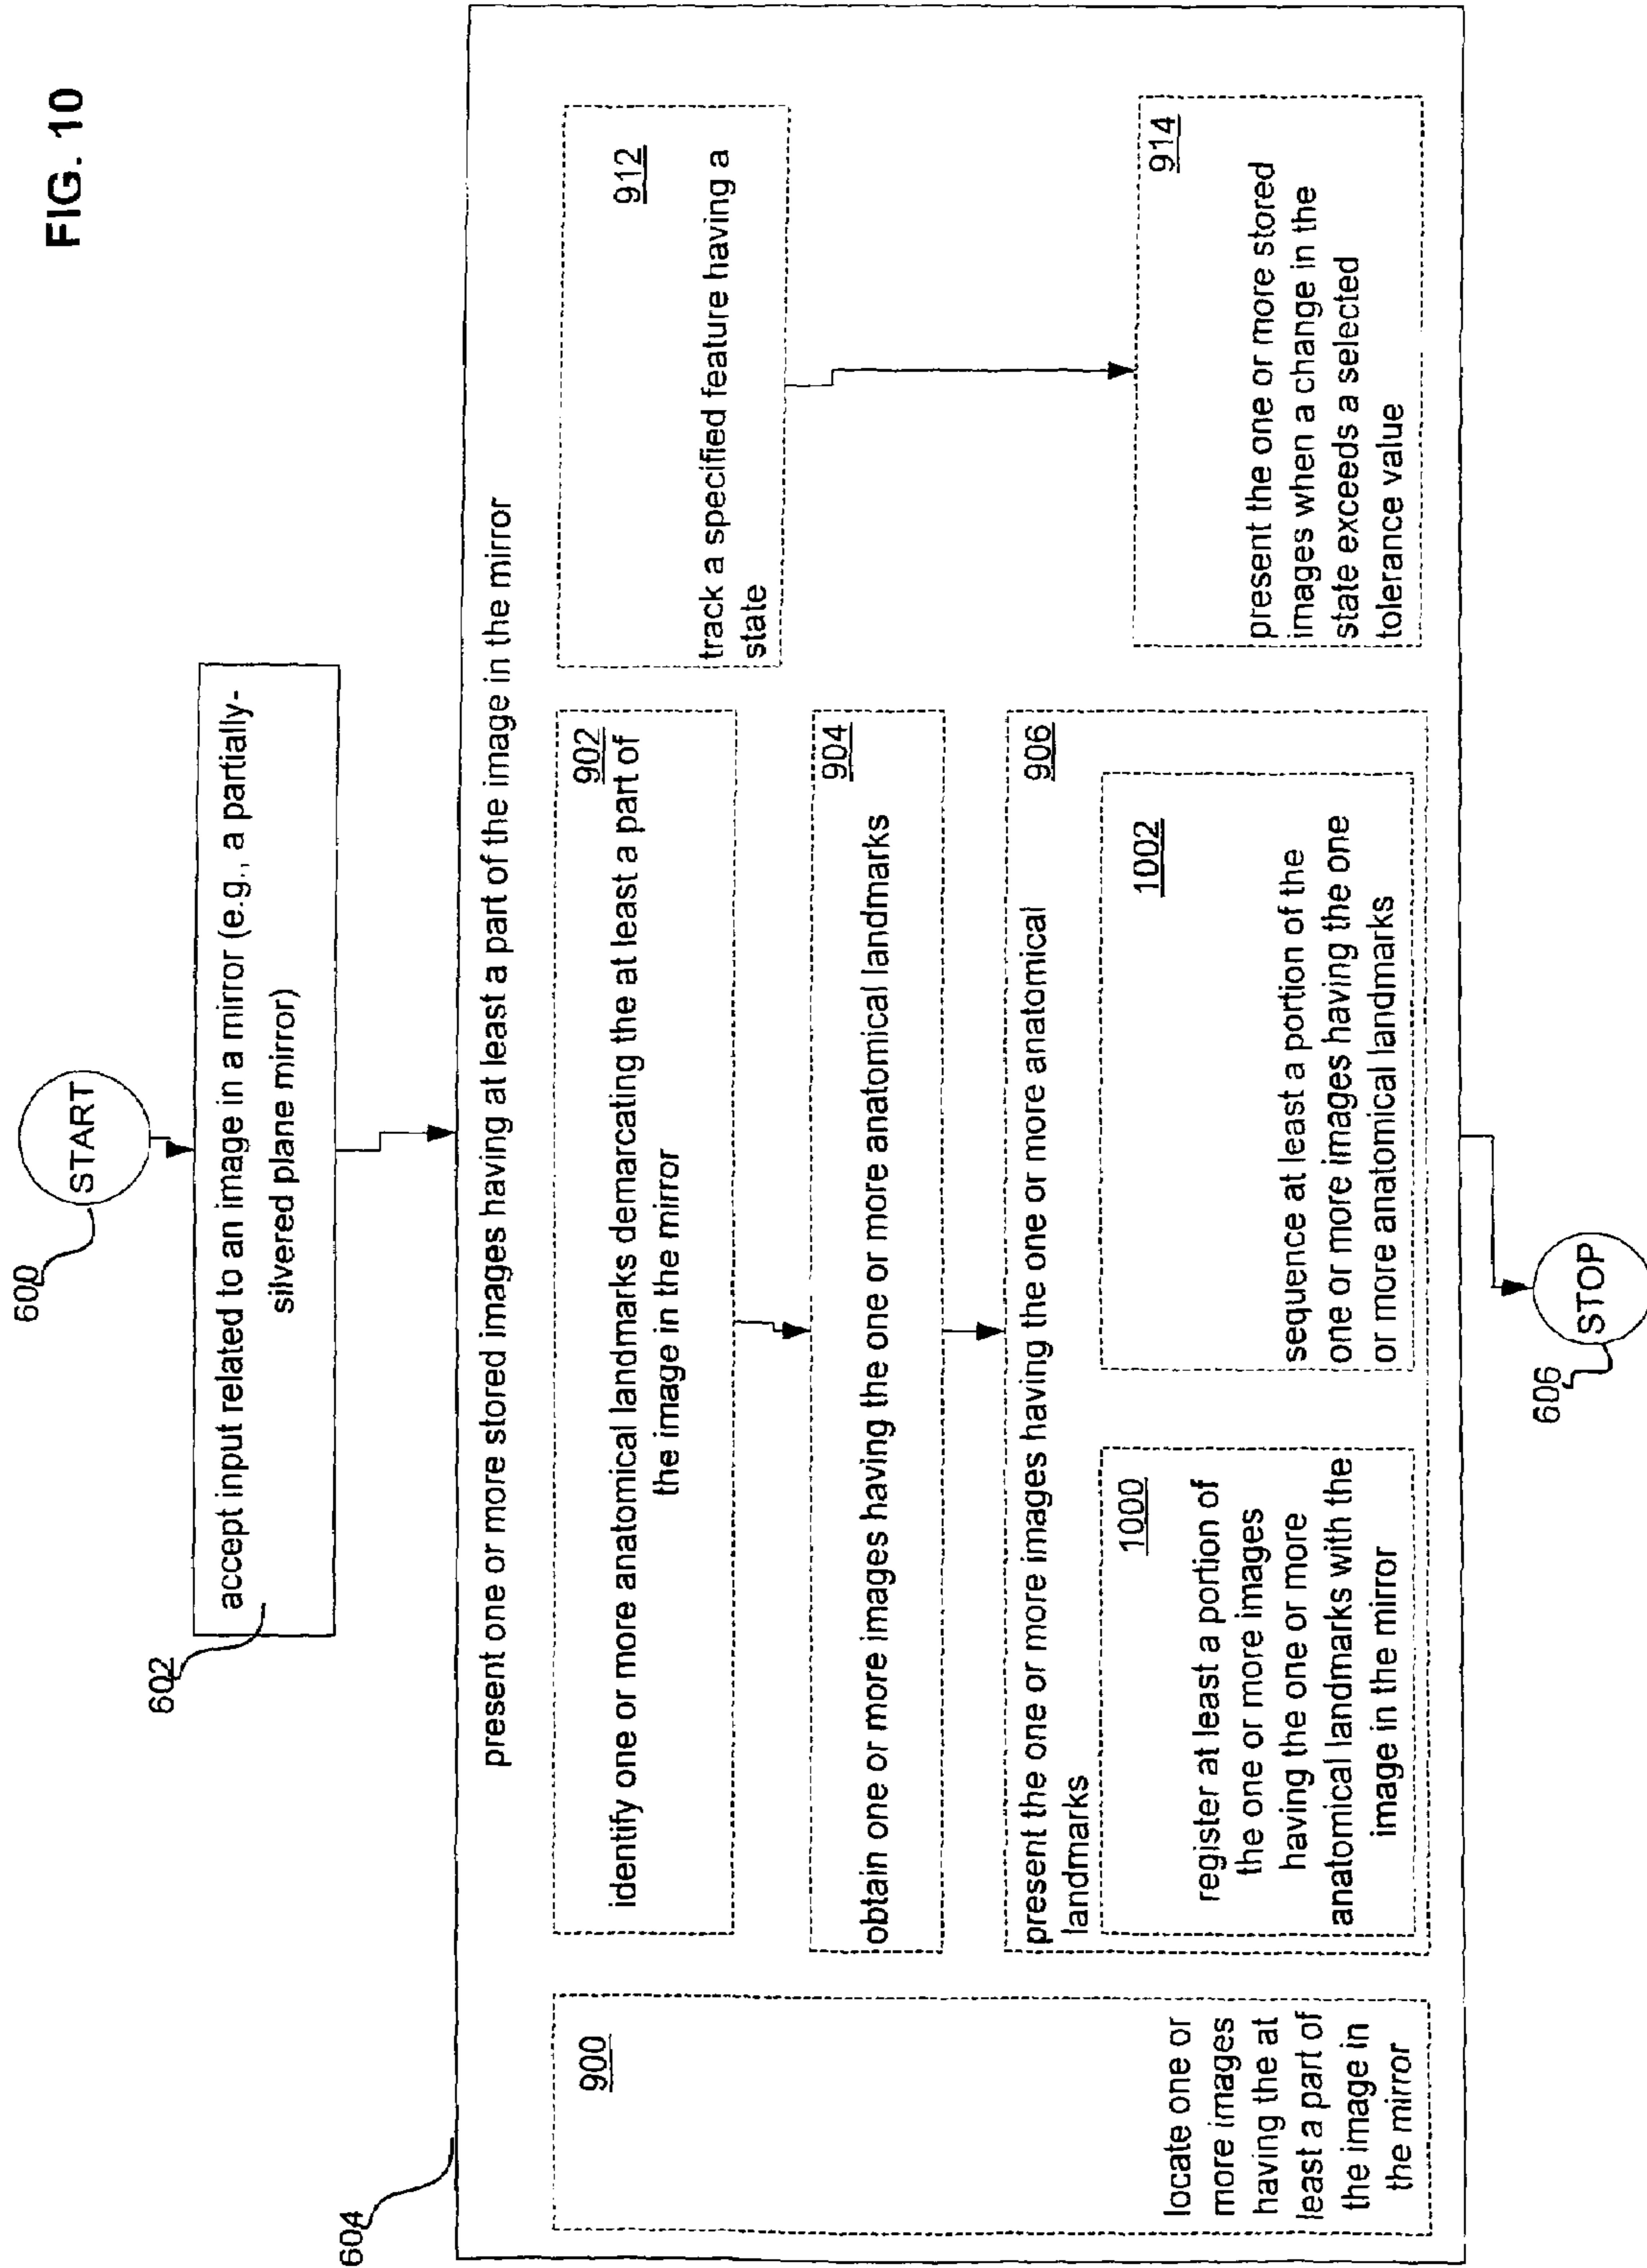 FIG. 10
600
START
602
accept input related to an image in a mirror (e.g., a partially-
silvered plane mirror)
604
present one or more stored images having at least a part of the image in the mirror
900
locate one or
more images
having the at
least a part of
the image in
the mirror
902
identify one or more anatomical landmarks demarcating the at least a part of
the image in the mirror
904
obtain one or more images having the one or more anatomical landmarks
906
present the one or more images having the one or more anatomical
landmarks
1000
register at least a portion of
the one or more images
having the one or more
anatomical landmarks with the
image in the mirror
1002
sequence at least a portion of the
one or more images having the one
or more anatomical landmarks
912
track a specified feature having a
state
914
present the one or more stored
images when a change in the
state exceeds a selected
tolerance value
606
STOP